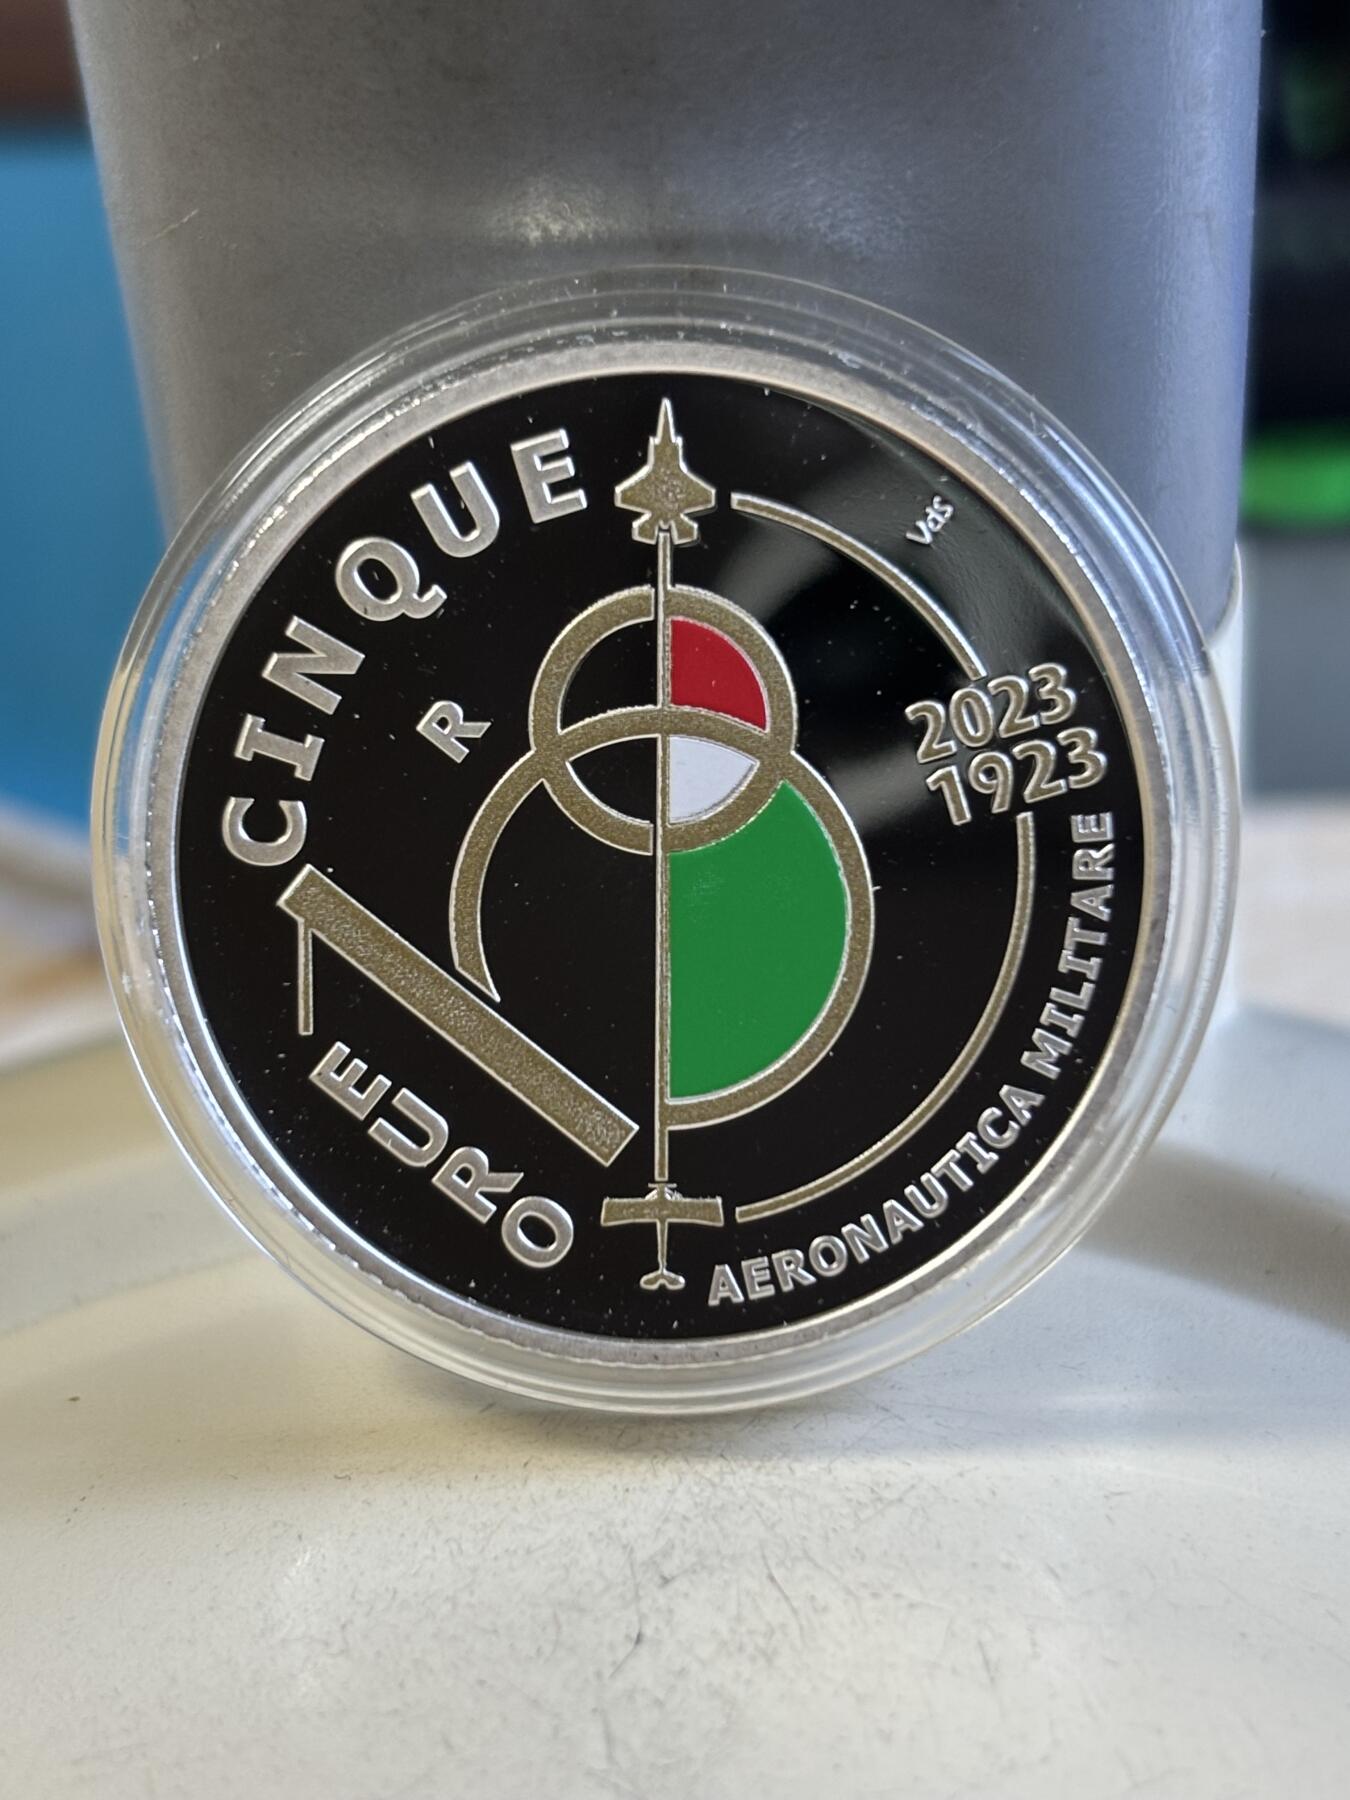 CINQUE
EURO
R
VdS
2023
1923
AERONAUTICA MILITARE